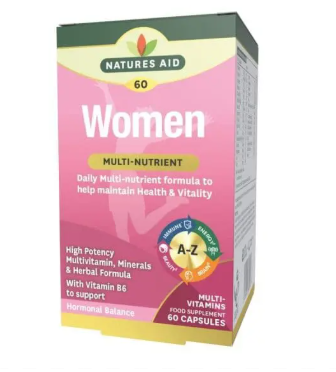 NATURES AID
60
Women
MULTI-NUTRIENT
Daily Multi-nutrient formula to
help maintain Health & Vitality
IMMUNE
ENERGY
A-Z
BEAUTY
High Potency
Multivitamin, Minerals
& Herbal Formula
With Vitamin B6
to support
Hormonal Balance
MULTI-
VITAMINS
FOOD SUPPLEMENT
60 CAPSULES